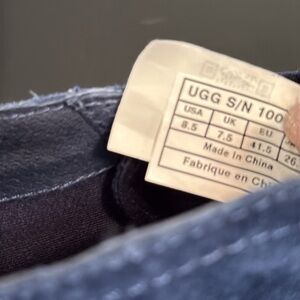 UGG S/N 100
USA UK EU
8.5 7.5 41.5 26.
Made in China
Fabrique en Chi